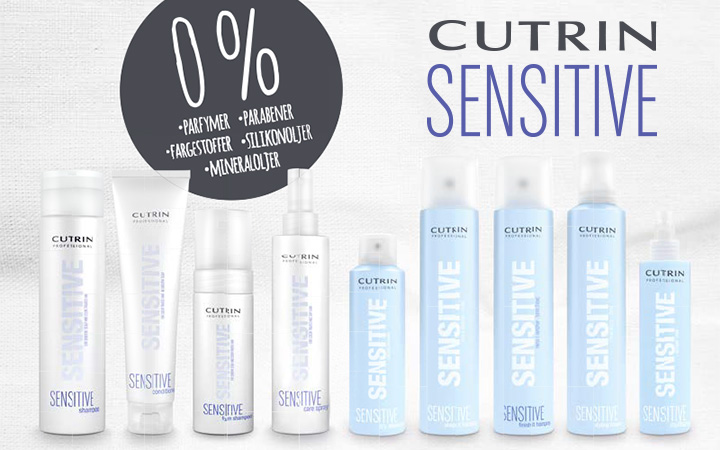 0%
•PARFYMER •PARABENER
•FARGESTOFFER •SILIKONOLJER
•MINERALOLJER
CUTRIN
SENSITIVE
CUTRIN
PROFESSIONAL
SENSITIVE
SENSITIVE
shampoo
CUTRIN
PROFESSIONAL
SENSITIVE
SENSITIVE
conditioner
CUTRIN
PROFESSIONAL
SENSITIVE
SENSITIVE
CUTRIN
PROFESSIONAL
SENSITIVE
SENSITIVE
care spray
CUTRIN
PROFESSIONAL
SENSITIVE
SENSITIVE
CUTRIN
PROFESSIONAL
SENSITIVE
SENSITIVE
CUTRIN
PROFESSIONAL
SENSITIVE
SENSITIVE
CUTRIN
PROFESSIONAL
SENSITIVE
SENSITIVE
CUTRIN
PROFESSIONAL
SENSITIVE
SENSITIVE